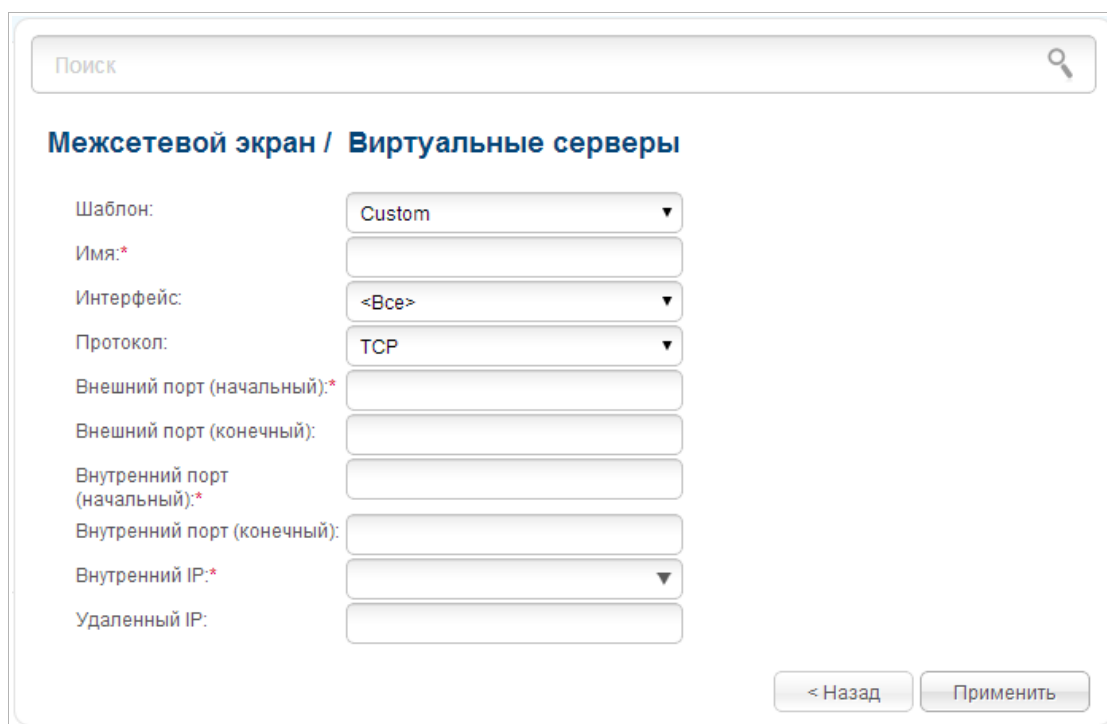 Поиск
Межсетевой экран / Виртуальные серверы
Шаблон: Custom
Имя:*
Интерфейс: <Все>
Протокол: TCP
Внешний порт (начальный):*
Внешний порт (конечный):
Внутренний порт
(начальный):*
Внутренний порт (конечный):
Внутренний IP:*
Удаленный IP:
< Назад Применить